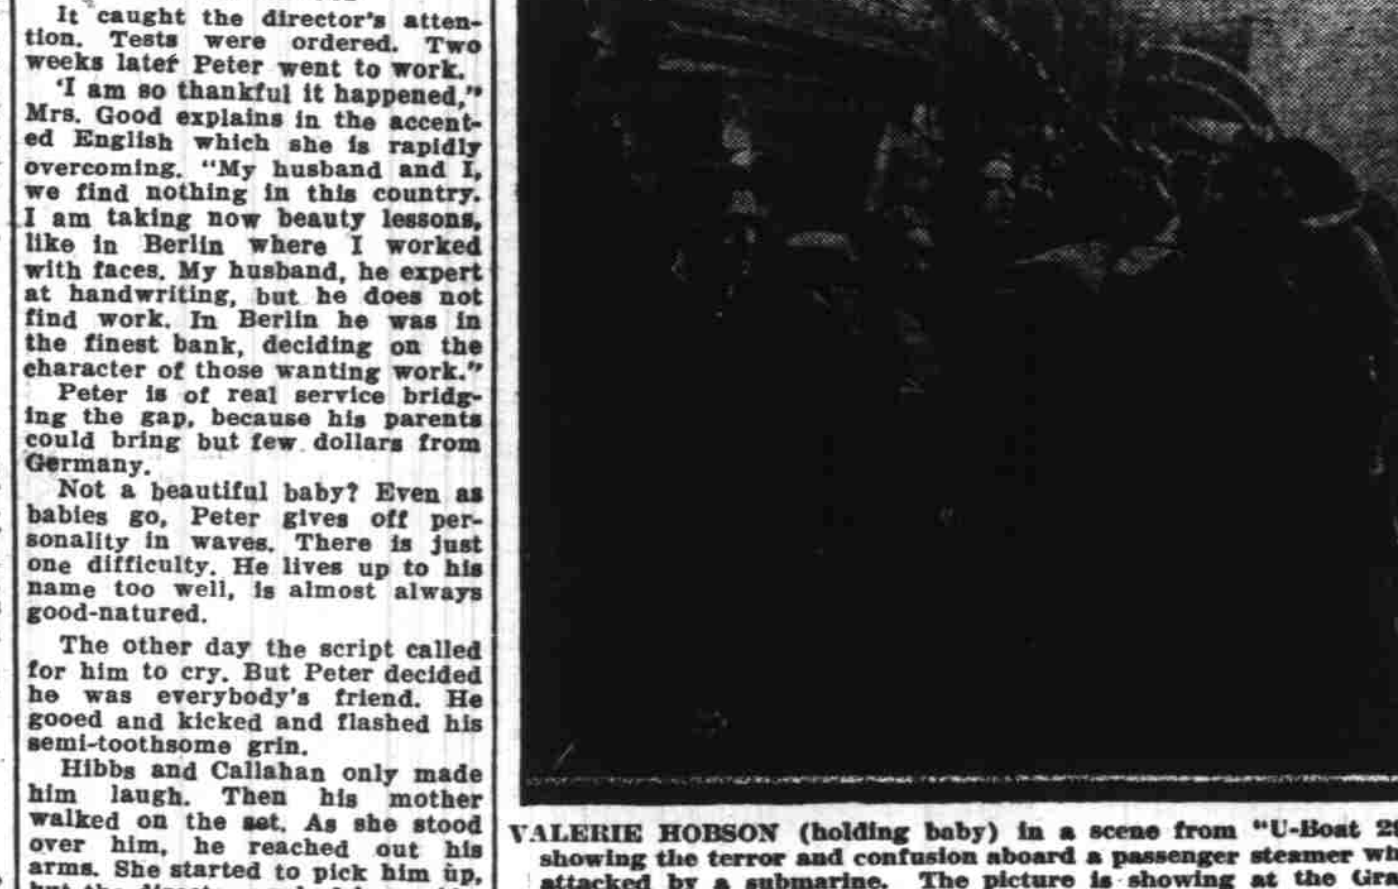 It caught the director's atten-
tion. Tests were ordered. Two
weeks later Peter went to work.
'I am so thankful it happened,"
Mrs. Good explains in the accent-
ed English which she is rapidly
overcoming. "My husband and I,
we find nothing in this country.
I am taking now beauty lessons,
like in Berlin where I worked
with faces. My husband, he expert
at handwriting, but he does not
find work. In Berlin he was in
the finest bank, deciding on the
character of those wanting work."
Peter is of real service bridg-
ing the gap, because his parents
could bring but few dollars from
Germany.
Not a beautiful baby? Even as
babies go, Peter gives off per-
sonality in waves. There is just
one difficulty. He lives up to his
name too well, is almost always
good-natured.
The other day the script called
for him to cry. But Peter decided
he was everybody's friend. He
gooed and kicked and flashed his
semi-toothsome grin.
Hibbs and Callahan only made
him laugh. Then his mother
walked on the set. As she stood
over him, he reached out his
arms. She started to pick him up,
VALERIE HOBSON (holding baby) in a scene from "U-Boat
showing the terror and confusion aboard a passenger steamer
attacked by a submarine. The picture is showing at the